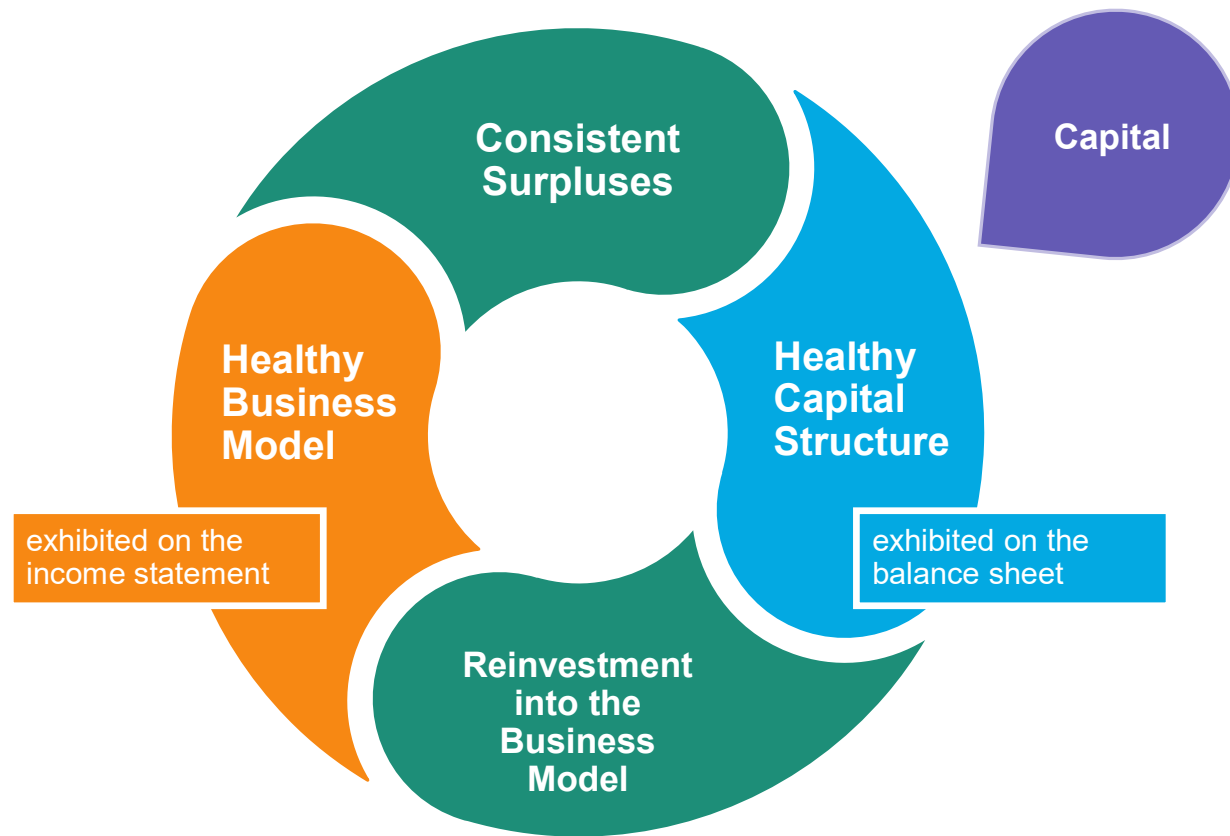 Consistent
Surpluses
Capital
Healthy
Business
Model
Healthy
Capital
Structure
exhibited on the
income statement
exhibited on the
balance sheet
Reinvestment
into the
Business
Model